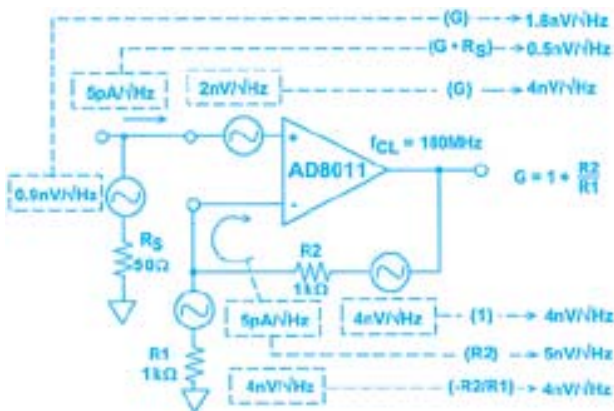 (G) 1.8nV/√Hz
(G • RS) 0.5nV/√Hz
5pA/√Hz
2nV/√Hz
(G) 4nV/√Hz
fCL = 180MHz
+
AD8011
-
G = 1 + R2/R1
0.9nV/√Hz
RS
50Ω
R2
1kΩ
5pA/√Hz
4nV/√Hz
(1) 4nV/√Hz
(R2) 5nV/√Hz
R1
1kΩ
4nV/√Hz
(-R2/R1) 4nV/√Hz